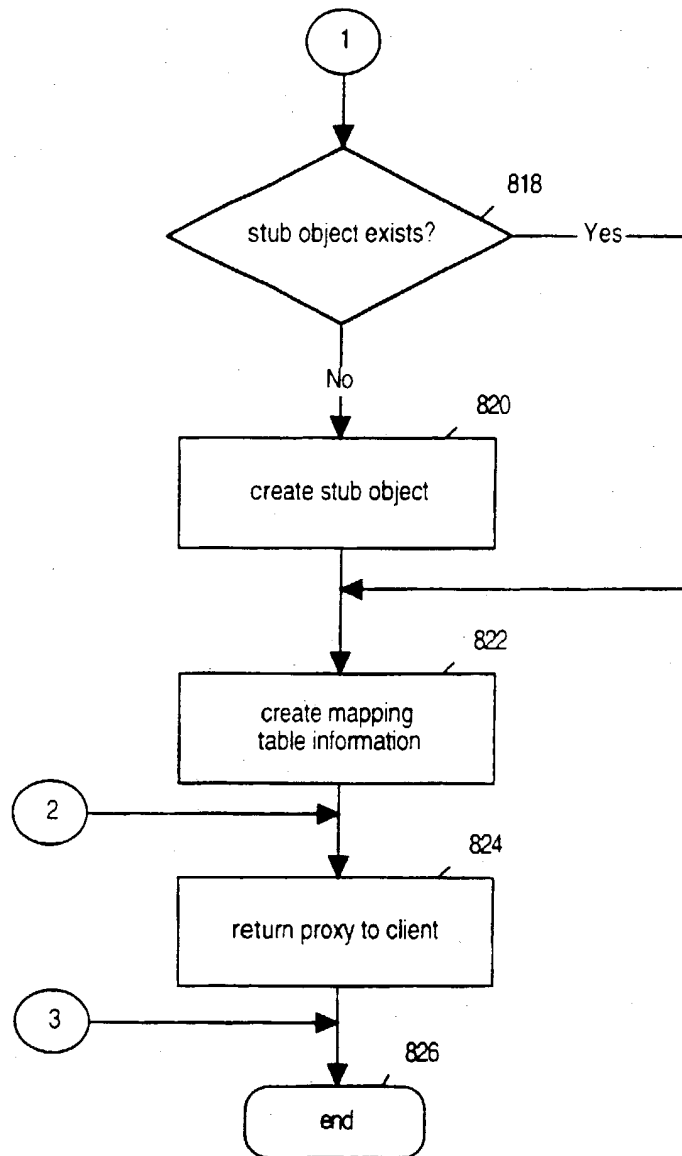 1
818
stub object exists?
Yes
No
820
create stub object
822
create mapping
table information
2
824
return proxy to client
3
826
end